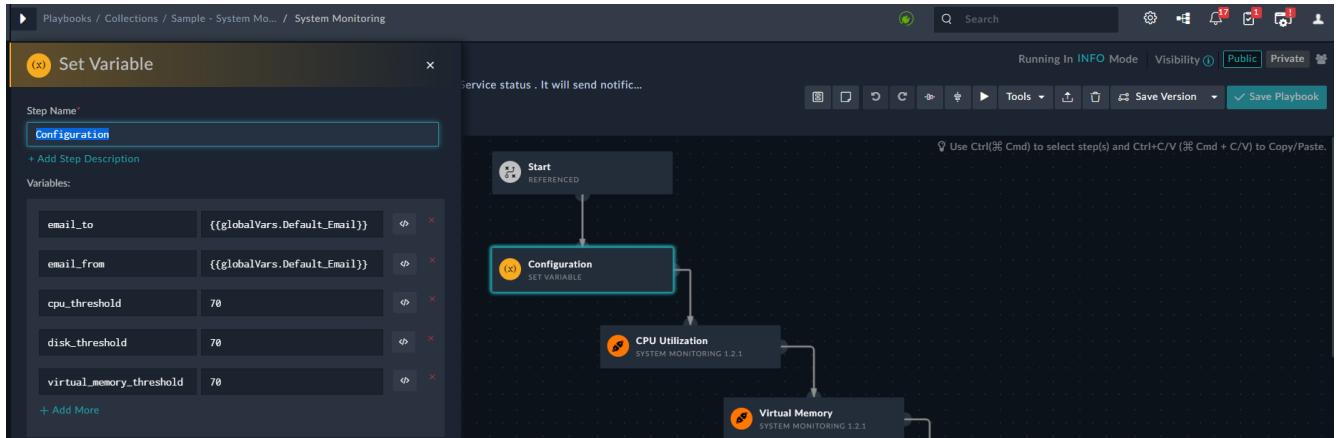 Playbooks / Collections / Sample - System Mo... / System Monitoring
Search
17
1
!
Set Variable
Running In INFO Mode
Visibility
Public
Private
Service status . It will send notific...
Tools
Save Version
Save Playbook
Step Name*
Configuration
+ Add Step Description
Use Ctrl(⌘ Cmd) to select step(s) and Ctrl+C/V (⌘ Cmd + C/V) to Copy/Paste.
Variables:
email_to {{globalVars.Default_Email}}
email_from {{globalVars.Default_Email}}
cpu_threshold 70
disk_threshold 70
virtual_memory_threshold 70
+ Add More
Start
REFERENCED
(x) Configuration
SET VARIABLE
CPU Utilization
SYSTEM MONITORING 1.2.1
Virtual Memory
SYSTEM MONITORING 1.2.1